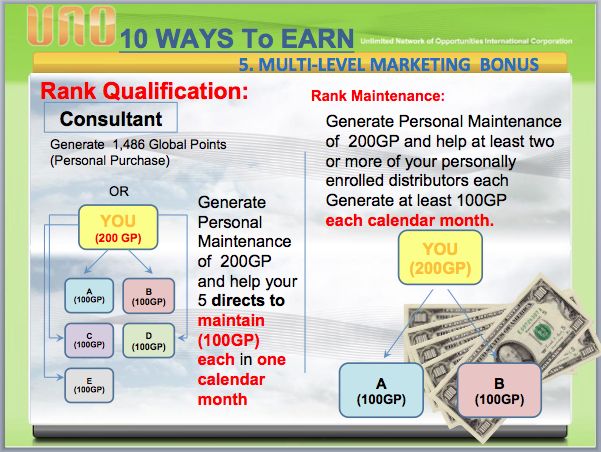 UNO
10 WAYS To EARN
Unlimited Network of Opportunities International Corporation
5. MULTI-LEVEL MARKETING BONUS
Rank Qualification:
Consultant
Generate 1,486 Global Points
(Personal Purchase)
OR
YOU
(200 GP)
A
(100GP)
B
(100GP)
C
(100GP)
D
(100GP)
E
(100GP)
Generate
Personal
Maintenance
of 200GP
and help your
5 directs to
maintain
(100GP)
each in one
calendar
month
Rank Maintenance:
Generate Personal Maintenance
of 200GP and help at least two
or more of your personally
enrolled distributors each
Generate at least 100GP
each calendar month.
YOU
(200GP)
A
(100GP)
B
(100GP)